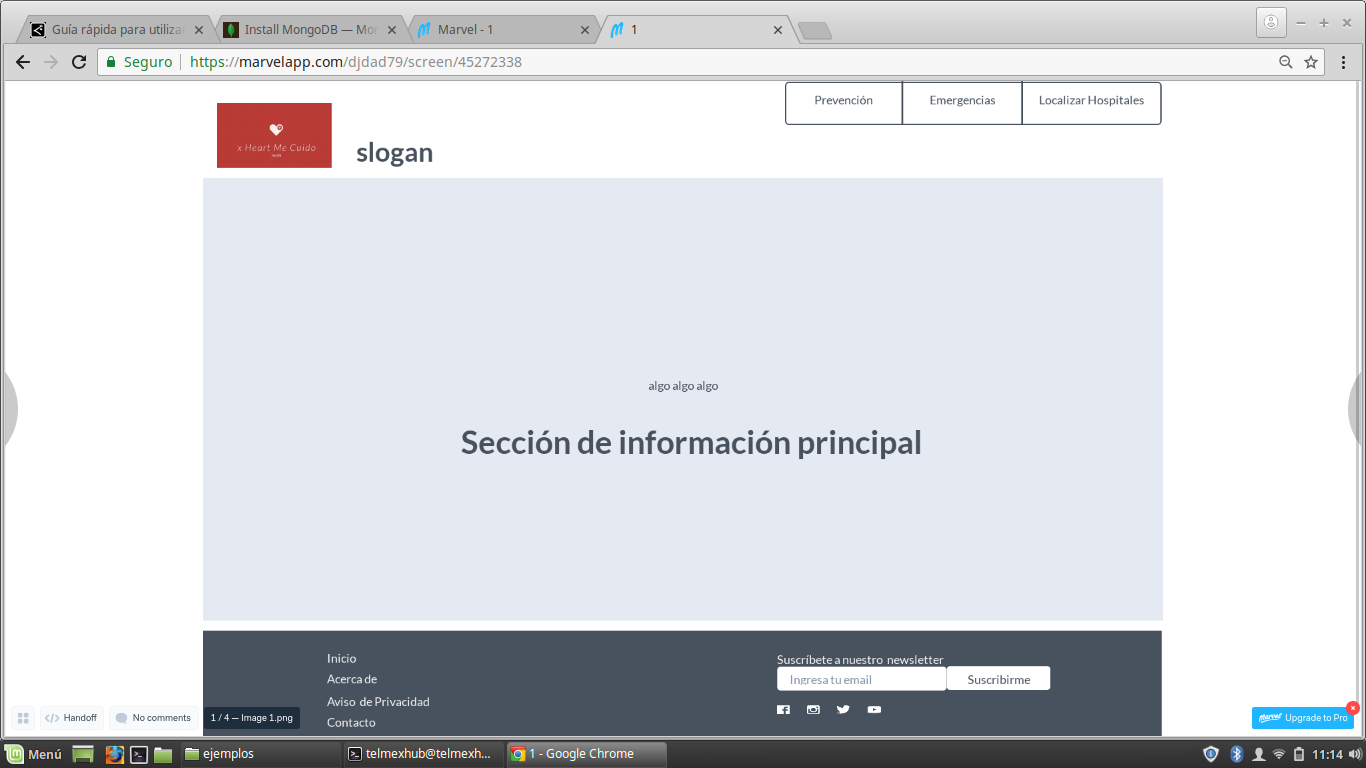 Guía rápida para utiliza
Install MongoDB — Mo
Marvel - 1
1
Seguro
https://marvelapp.com/djdad79/screen/45272338
Prevención
Emergencias
Localizar Hospitales
x Heart Me Cuido
slogan
algo algo algo
Sección de información principal
Inicio
Acerca de
Aviso de Privacidad
Contacto
Suscríbete a nuestro newsletter
Ingresa tu email
Suscribirme
Handoff
No comments
1 / 4 — Image 1.png
Marvel Upgrade to Pro
Menú
ejemplos
telmexhub@telmexh...
1 - Google Chrome
11:14